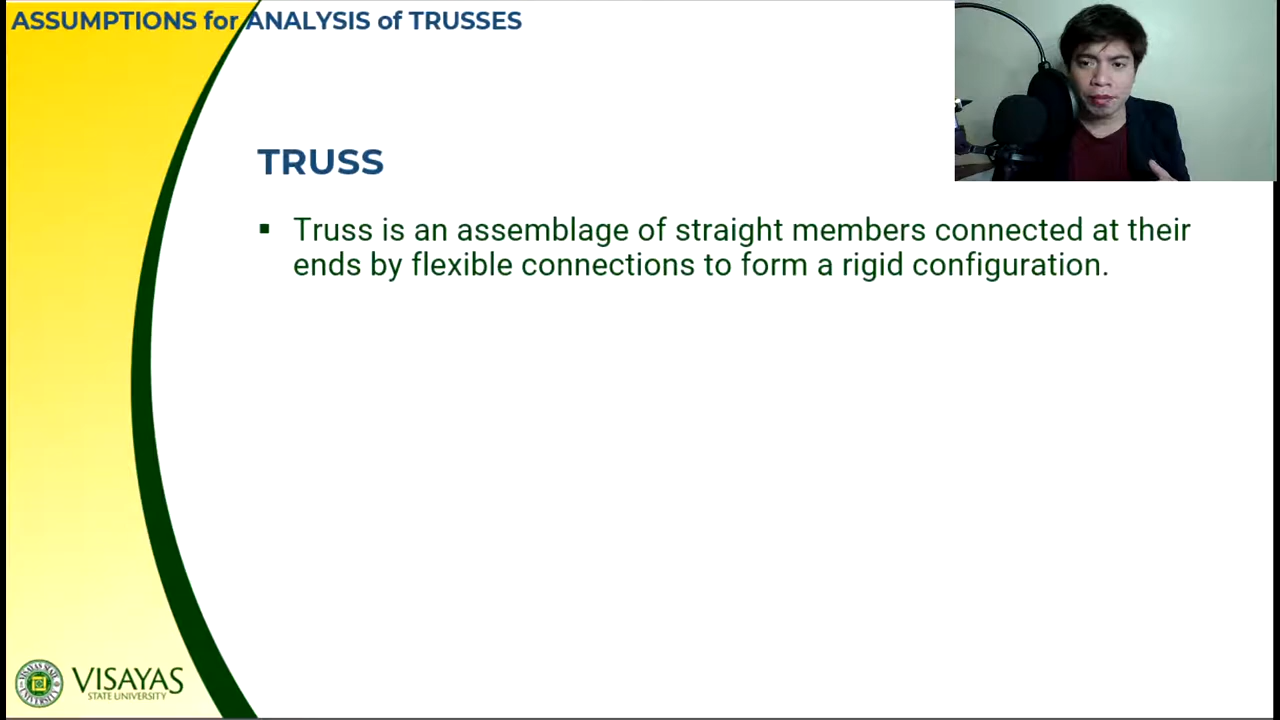 ASSUMPTIONS for ANALYSIS of TRUSSES
TRUSS
▪ Truss is an assemblage of straight members connected at their
ends by flexible connections to form a rigid configuration.
VISAYAS
STATE UNIVERSITY